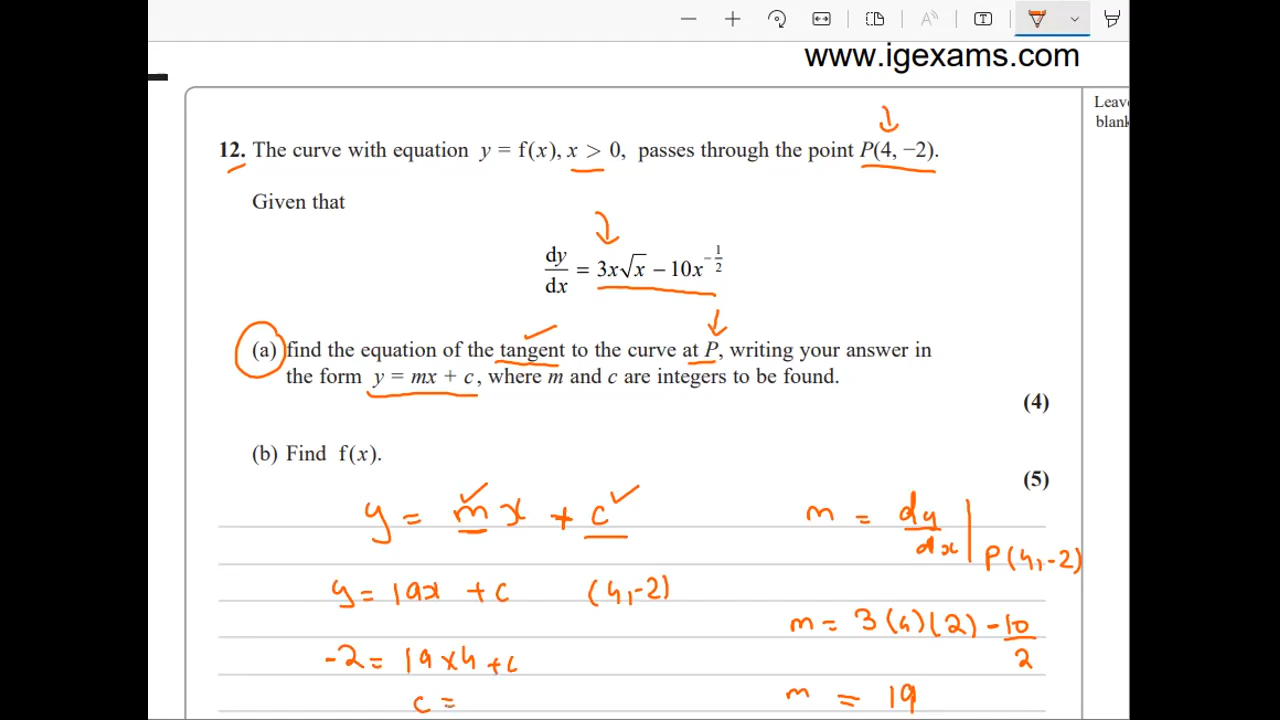 www.igexams.com
Leave
blank
12. The curve with equation y = f(x), x > 0, passes through the point P(4, −2).
Given that
dy/dx = 3x√x − 10x^(−1/2)
(a) find the equation of the tangent to the curve at P, writing your answer in
the form y = mx + c, where m and c are integers to be found.
(4)
(b) Find f(x).
(5)
y = mx + c
m = dy/dx | P(4, -2)
y = 19x + c (4, -2)
m = 3(4)(2) - 10/2
-2 = 19×4 + c
c =
m = 19